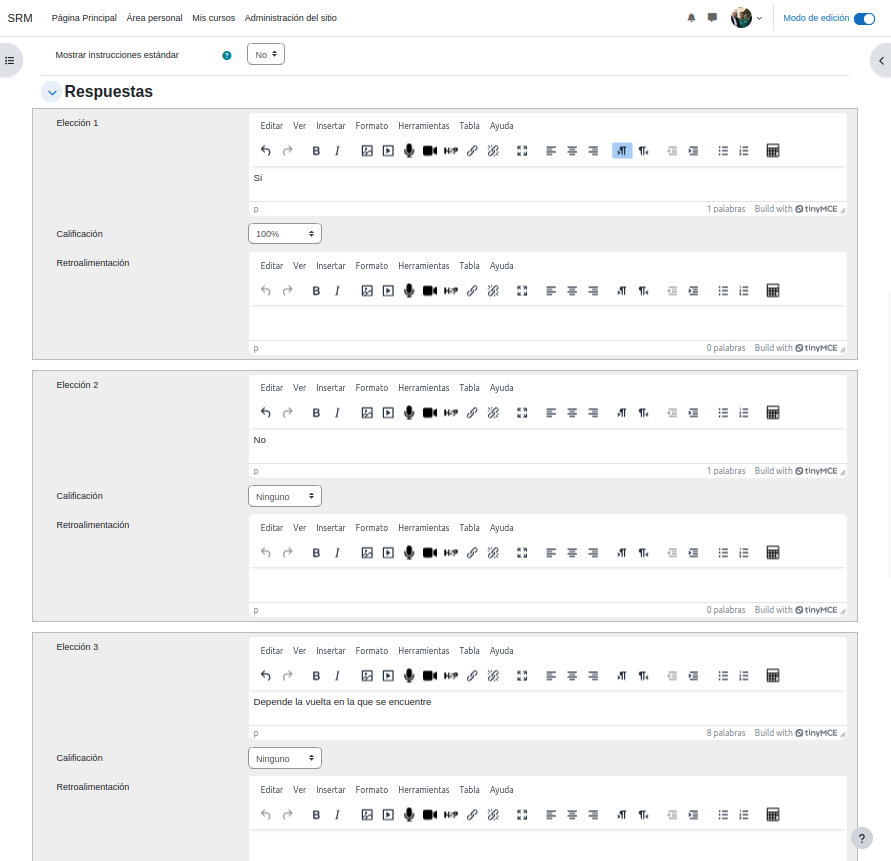 SRM Página Principal Área personal Mis cursos Administración del sitio Modo de edición
Mostrar instrucciones estándar ? No
Respuestas
Elección 1
Editar Ver Insertar Formato Herramientas Tabla Ayuda
B I H-P
Si
p 1 palabras Build with tinyMCE
Calificación 100%
Retroalimentación
Editar Ver Insertar Formato Herramientas Tabla Ayuda
B I H-P
p 0 palabras Build with tinyMCE
Elección 2
Editar Ver Insertar Formato Herramientas Tabla Ayuda
B I H-P
No
p 1 palabras Build with tinyMCE
Calificación Ninguno
Retroalimentación
Editar Ver Insertar Formato Herramientas Tabla Ayuda
B I H-P
p 0 palabras Build with tinyMCE
Elección 3
Editar Ver Insertar Formato Herramientas Tabla Ayuda
B I H-P
Depende la vuelta en la que se encuentre
p 8 palabras Build with tinyMCE
Calificación Ninguno
Retroalimentación
Editar Ver Insertar Formato Herramientas Tabla Ayuda
B I H-P
?